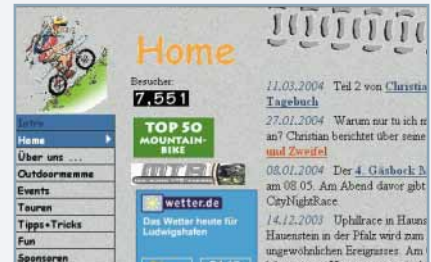 Home
Besucher:
7,551
TOP 50
MOUNTAIN-
BIKE
MTB
wetter.de
Das Wetter heute für
Ludwigshafen
Intro
Home
Über uns ...
Outdoormemme
Events
Touren
Tipps+Tricks
Fun
Sponsoren
11.03.2004 Teil 2 von Christia
Tagebuch
27.01.2004 Warum tu ich m
an? Christian berichtet über seine
und Zweifel
08.01.2004 Der 4. Gäsbock M
am 08.05. Am Abend davor gibt
CityNightRace.
14.12.2003 Uphillrace in Hauns
Hauenstein in der Pfalz wird zum
ungewöhnlichen Ereignisses. Am